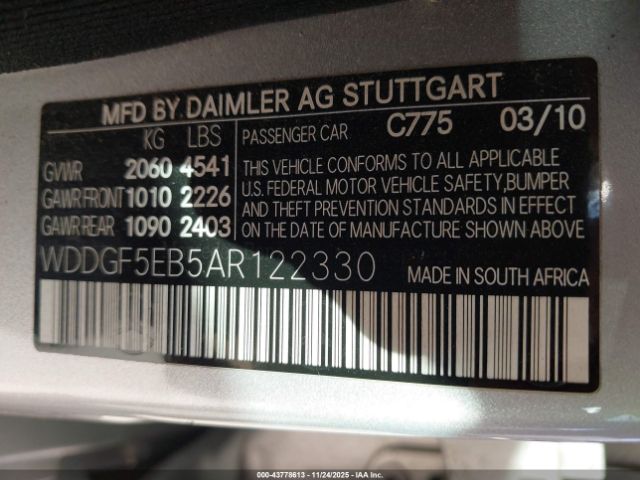 MFD BY DAIMLER AG STUTTGART
KG LBS PASSENGER CAR C775 03/10
GVWR 2060 4541
GAWR FRONT 1010 2226
GAWR REAR 1090 2403
THIS VEHICLE CONFORMS TO ALL APPLICABLE
U.S. FEDERAL MOTOR VEHICLE SAFETY,BUMPER
AND THEFT PREVENTION STANDARDS IN EFFECT
ON THE DATE OF MANUFACTURE SHOWN ABOVE
WDDGF5EB5AR122330 MADE IN SOUTH AFRICA
000-43778613 - 11/24/2025 - IAAI.com